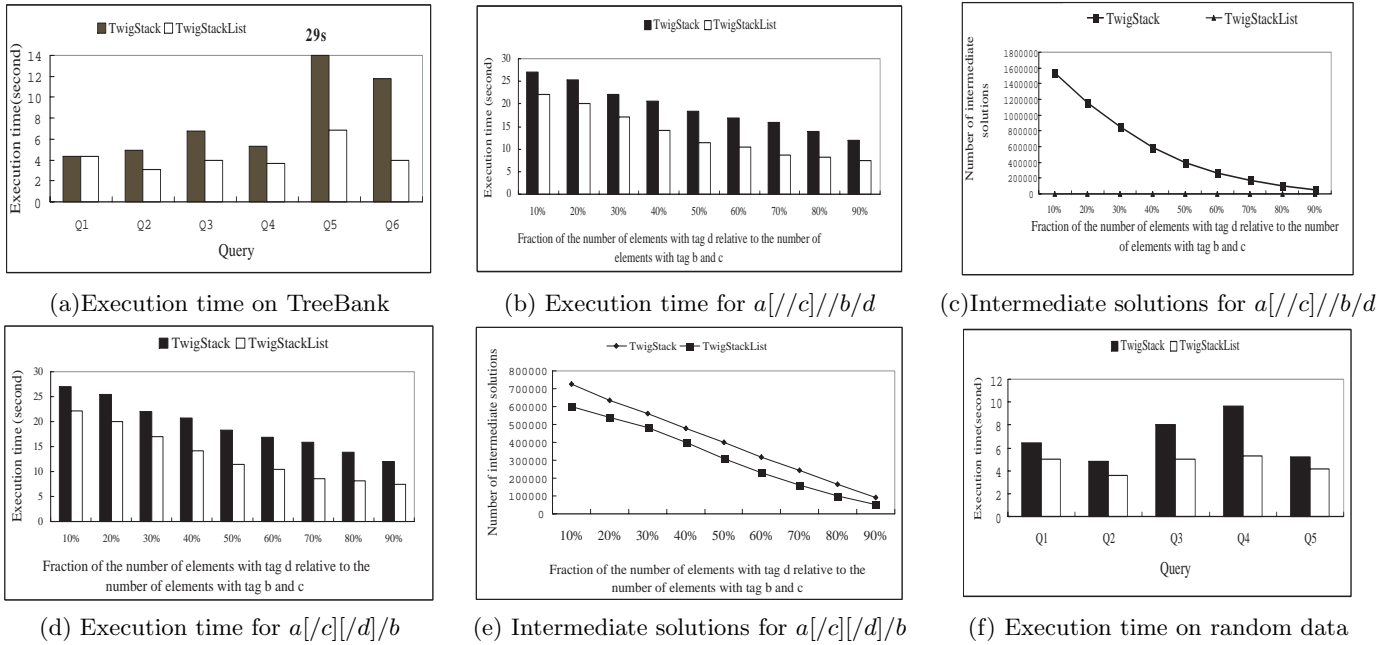 TwigStack TwigStackList
29s
14
12
10
8
6
4
2
0
Execution time(second)
Q1 Q2 Q3 Q4 Q5 Q6
Query
(a)Execution time on TreeBank
TwigStack TwigStackList
30
25
20
15
10
5
0
Execution time (second)
10% 20% 30% 40% 50% 60% 70% 80% 90%
Fraction of the number of elements with tag d relative to the number of
elements with tag b and c
(b) Execution time for a[//c]//b/d
TwigStack TwigStackList
1800000
1600000
1400000
1200000
1000000
800000
600000
400000
200000
0
Number of intermediate
solutions
10% 20% 30% 40% 50% 60% 70% 80% 90%
Fraction of the number of elements with tag d relative to the number
of elements with tag b and c
(c)Intermediate solutions for a[//c]//b/d
TwigStack TwigStackList
30
25
20
15
10
5
0
Execution time (second)
10% 20% 30% 40% 50% 60% 70% 80% 90%
Fraction of the number of elements with tag d relative to the
number of elements with tag b and c
(d) Execution time for a[/c][/d]/b
TwigStack TwigStackList
800000
700000
600000
500000
400000
300000
200000
100000
0
Number of intermediate solutions
10% 20% 30% 40% 50% 60% 70% 80% 90%
Fraction of the number of elements with tag d relative to the
number of elements with tag b and c
(e) Intermediate solutions for a[/c][/d]/b
TwigStack TwigStackList
12
10
8
6
4
2
0
Execution time(second)
Q1 Q2 Q3 Q4 Q5
Query
(f) Execution time on random data